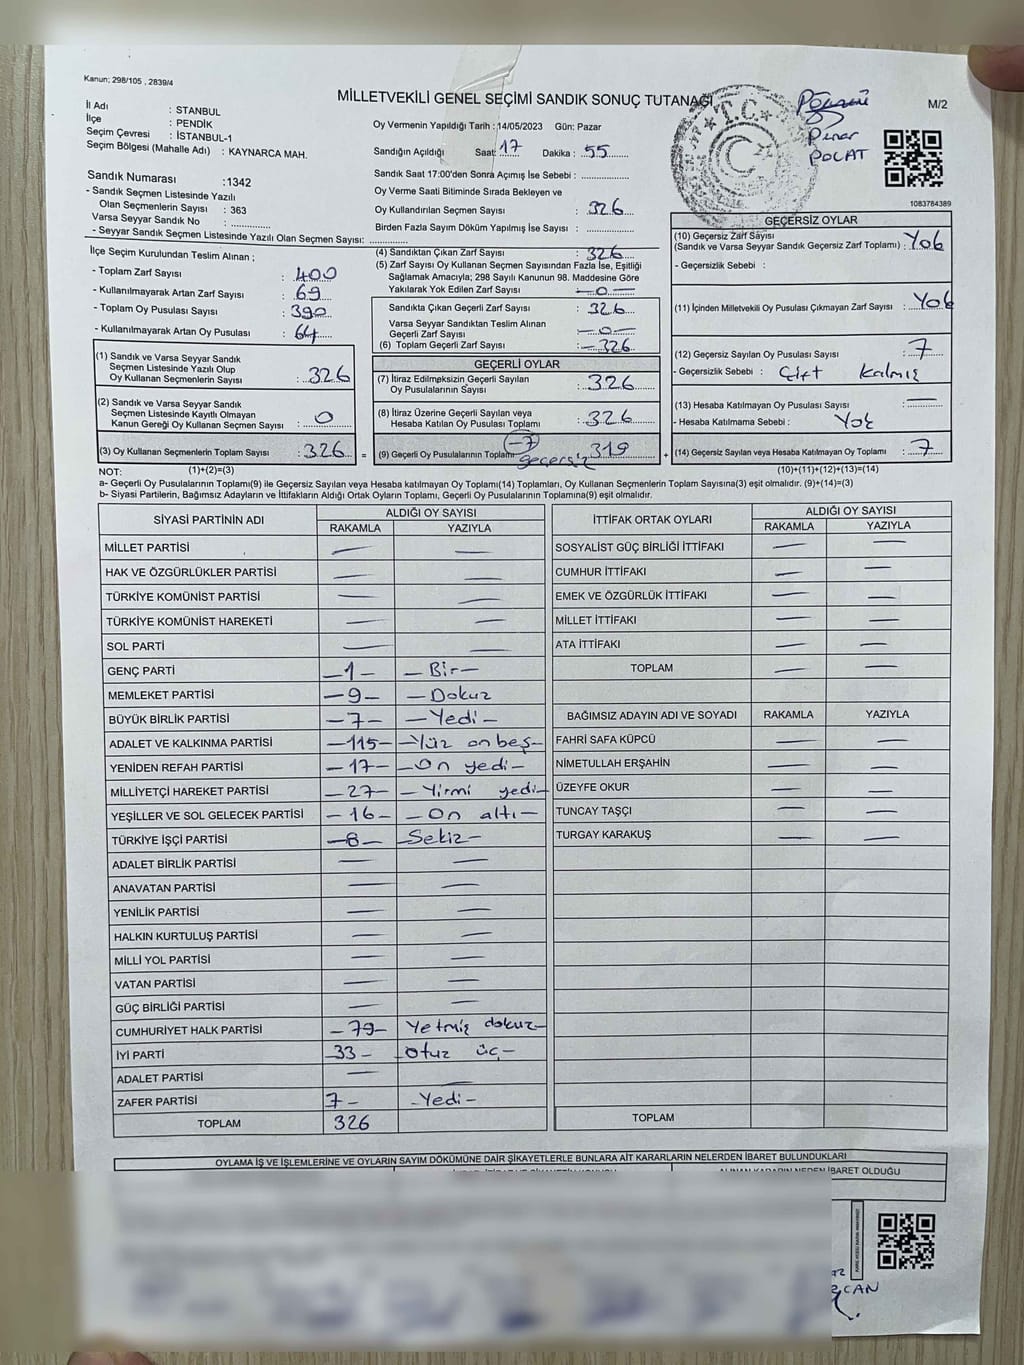 Kanun; 298/105 , 2839/4
MİLLETVEKİLİ GENEL SEÇİMİ SANDIK SONUÇ TUTANAĞI
M/2
T.C.
Pınar
POLAT
1083784389
İl Adı : STANBUL
İlçe : PENDİK
Seçim Çevresi : İSTANBUL-1
Seçim Bölgesi (Mahalle Adı) : KAYNARCA MAH.
Sandık Numarası :1342
- Sandık Seçmen Listesinde Yazılı
Olan Seçmenlerin Sayısı : 363
Varsa Seyyar Sandık No : ..............
- Seyyar Sandık Seçmen Listesinde Yazılı Olan Seçmen Sayısı: ..............
Oy Vermenin Yapıldığı Tarih :14/05/2023 Gün: Pazar
Sandığın Açıldığı Saat: 17 Dakika : 55
Sandık Saat 17:00'den Sonra Açımış İse Sebebi : ..............
Oy Verme Saati Bitiminde Sırada Bekleyen ve
Oy Kullandırılan Seçmen Sayısı : 326
Birden Fazla Sayım Döküm Yapılmış İse Sayısı : ..............
İlçe Seçim Kurulundan Teslim Alınan ;
- Toplam Zarf Sayısı : 400
- Kullanılmayarak Artan Zarf Sayısı : 69
- Toplam Oy Pusulası Sayısı : 390
- Kullanılmayarak Artan Oy Pusulası : 64
(1) Sandık ve Varsa Seyyar Sandık
Seçmen Listesinde Yazılı Olup
Oy Kullanan Seçmenlerin Sayısı : 326
(2) Sandık ve Varsa Seyyar Sandık
Seçmen Listesinde Kayıtlı Olmayan
Kanun Gereği Oy Kullanan Seçmen Sayısı : 0
(3) Oy Kullanan Seçmenlerin Toplam Sayısı : 326 =
(4) Sandıktan Çıkan Zarf Sayısı : 326
(5) Zarf Sayısı Oy Kullanan Seçmen Sayısından Fazla İse, Eşitliği
Sağlamak Amacıyla; 298 Sayılı Kanunun 98. Maddesine Göre
Yakılarak Yok Edilen Zarf Sayısı : -0-
Sandıkta Çıkan Geçerli Zarf Sayısı : 326
Varsa Seyyar Sandıktan Teslim Alınan
Geçerli Zarf Sayısı : -0-
(6) Toplam Geçerli Zarf Sayısı : -326
GEÇERLİ OYLAR
(7) İtiraz Edilmeksizin Geçerli Sayılan
Oy Pusulalarının Sayısı : 326
(8) İtiraz Üzerine Geçerli Sayılan veya
Hesaba Katılan Oy Pusulası Toplamı : 326
(9) Geçerli Oy Pusulalarının Toplamı -7 geçersiz 319 +
GEÇERSİZ OYLAR
(10) Geçersiz Zarf Sayısı
(Sandık ve Varsa Seyyar Sandık Geçersiz Zarf Toplamı) : Yok
- Geçersizlik Sebebi :
(11) İçinden Milletvekili Oy Pusulası Çıkmayan Zarf Sayısı : Yok
(12) Geçersiz Sayılan Oy Pusulası Sayısı : 7
- Geçersizlik Sebebi : Çift kalmış
(13) Hesaba Katılmayan Oy Pusulası Sayısı : —
- Hesaba Katılmama Sebebi : Yok
(14) Geçersiz Sayılan veya Hesaba Katılmayan Oy Toplamı : 7
NOT: (1)+(2)=(3) (10)+(11)+(12)+(13)=(14)
a- Geçerli Oy Pusulalarının Toplamı(9) ile Geçersiz Sayılan veya Hesaba katılmayan Oy Toplamı(14) Toplamları, Oy Kullanan Seçmenlerin Toplam Sayısına(3) eşit olmalıdır. (9)+(14)=(3)
b- Siyasi Partilerin, Bağımsız Adayların ve İttifakların Aldığı Ortak Oyların Toplamı, Geçerli Oy Pusulalarının Toplamına(9) eşit olmalıdır.
SİYASİ PARTİNİN ADI ALDIĞI OY SAYISI
RAKAMLA YAZIYLA
MİLLET PARTİSİ — —
HAK VE ÖZGÜRLÜKLER PARTİSİ — —
TÜRKİYE KOMÜNİST PARTİSİ — —
TÜRKİYE KOMÜNİST HAREKETİ — —
SOL PARTİ — —
GENÇ PARTİ -1- - Bir -
MEMLEKET PARTİSİ -9- - Dokuz
BÜYÜK BİRLİK PARTİSİ -7- - Yedi -
ADALET VE KALKINMA PARTİSİ -115- - Yüz onbeş -
YENİDEN REFAH PARTİSİ -17- - On yedi -
MİLLİYETÇİ HAREKET PARTİSİ -27- - Yirmi yedi -
YEŞİLLER VE SOL GELECEK PARTİSİ -16- - On altı -
TÜRKİYE İŞÇİ PARTİSİ -8- - Sekiz -
ADALET BİRLİK PARTİSİ — —
ANAVATAN PARTİSİ — —
YENİLİK PARTİSİ — —
HALKIN KURTULUŞ PARTİSİ — —
MİLLİ YOL PARTİSİ — —
VATAN PARTİSİ — —
GÜÇ BİRLİĞİ PARTİSİ — —
CUMHURİYET HALK PARTİSİ -79- Yetmiş dokuz -
İYİ PARTİ -33- - Otuz üç -
ADALET PARTİSİ — —
ZAFER PARTİSİ 7- - Yedi -
TOPLAM 326
İTTİFAK ORTAK OYLARI ALDIĞI OY SAYISI
RAKAMLA YAZIYLA
SOSYALİST GÜÇ BİRLİĞİ İTTİFAKI — —
CUMHUR İTTİFAKI — —
EMEK VE ÖZGÜRLÜK İTTİFAKI — —
MİLLET İTTİFAKI — —
ATA İTTİFAKI — —
TOPLAM — —
BAĞIMSIZ ADAYIN ADI VE SOYADI RAKAMLA YAZIYLA
FAHRİ SAFA KÜPCÜ — —
NİMETULLAH ERŞAHİN — —
ÜZEYFE OKUR — —
TUNCAY TAŞÇI — —
TURGAY KARAKUŞ — —
TOPLAM
OYLAMA İŞ VE İŞLEMLERİNE VE OYLARIN SAYIM DÖKÜMÜNE DAİR ŞİKAYETLERLE BUNLARA AİT KARARLARIN NELERDEN İBARET BULUNDUKLARI
ALINAN KARARIN NEDEN İBARET OLDUĞU